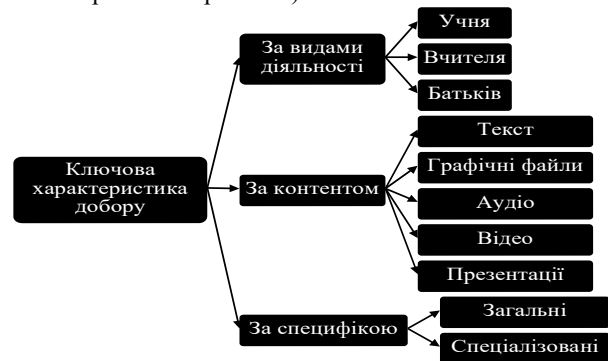 За видами
діяльності
Учня
Вчителя
Батьків
Ключова
характеристика
добору
За контентом
Текст
Графічні файли
Аудіо
Відео
Презентації
За специфікою
Загальні
Спеціалізовані